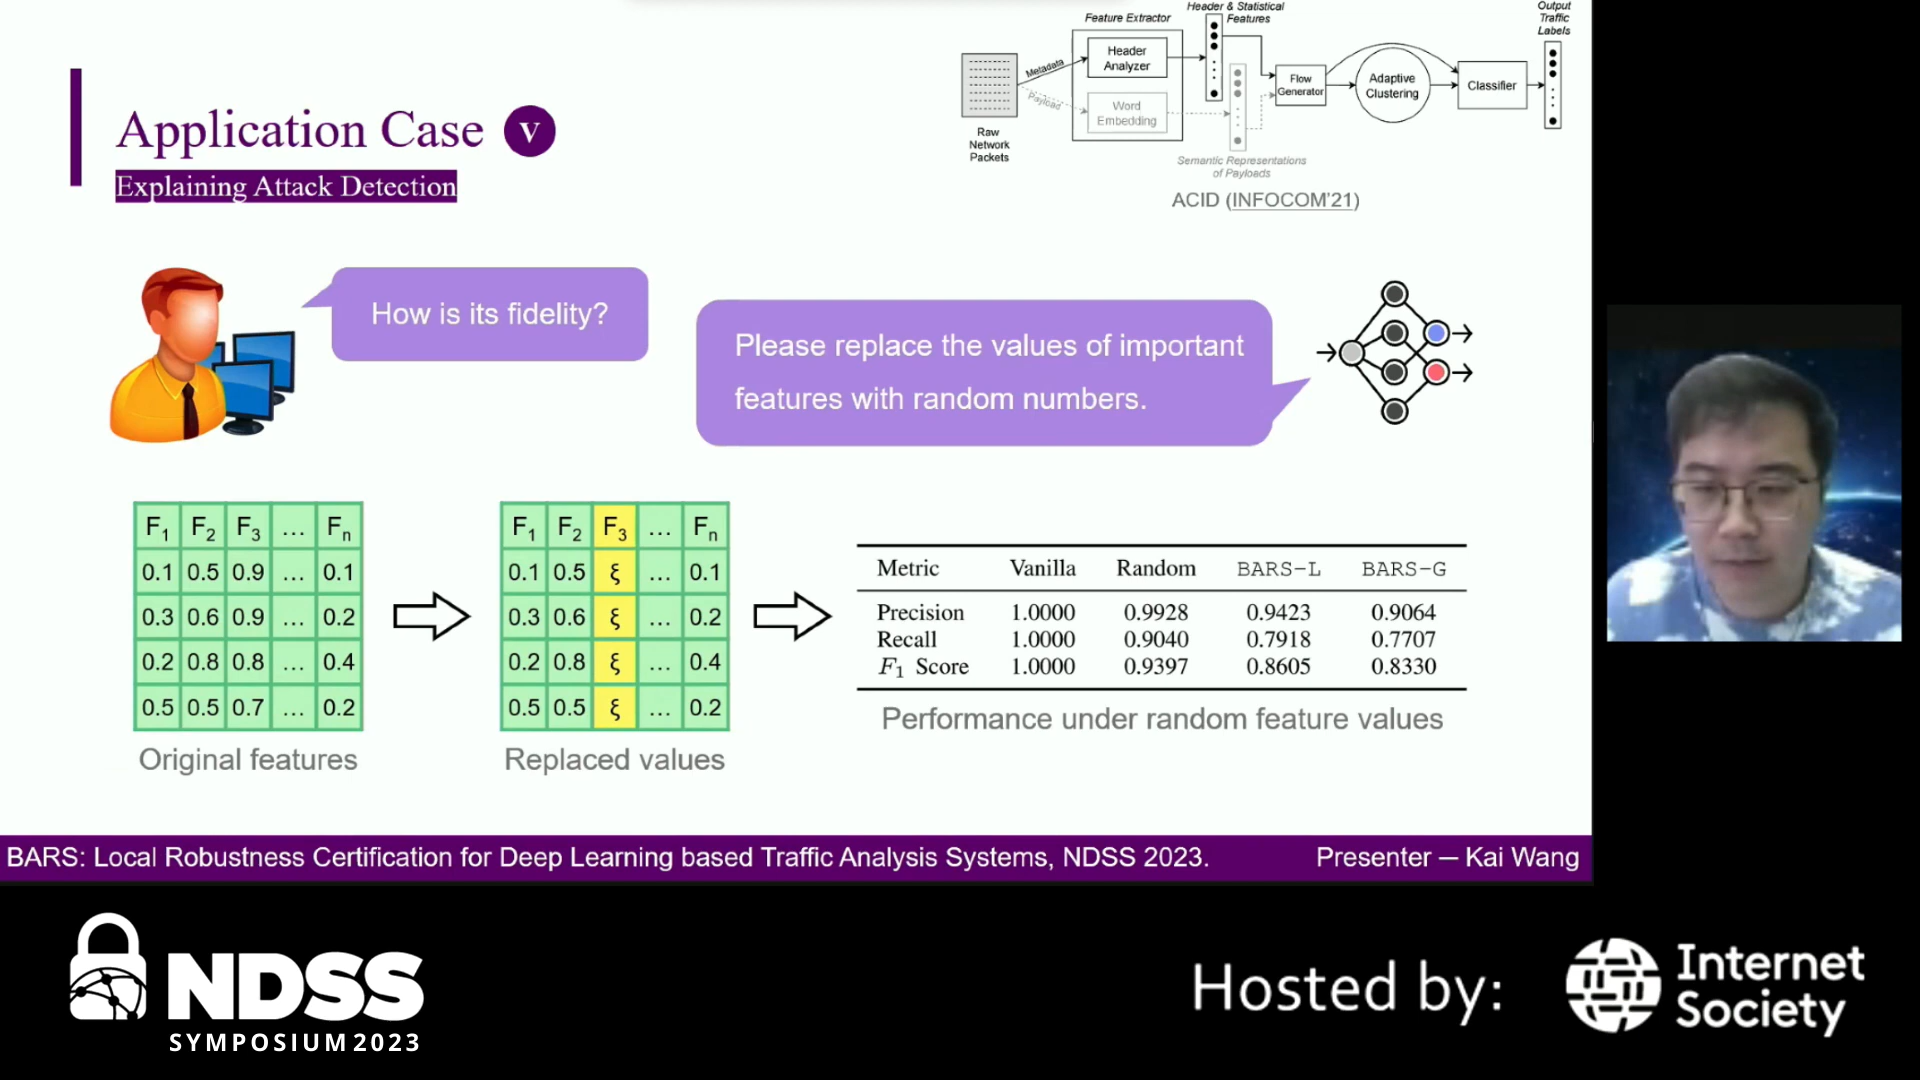 Application Case V
Explaining Attack Detection
Raw
Network
Packets
Metadata
Payload
Feature Extractor
Header
Analyzer
Word
Embedding
Header & Statistical
Features
Semantic Representations
of Payloads
Flow
Generator
Adaptive
Clustering
Classifier
Output
Traffic
Labels
ACID (INFOCOM'21)
How is its fidelity?
Please replace the values of important
features with random numbers.
F1 F2 F3 … Fn
0.1 0.5 0.9 … 0.1
0.3 0.6 0.9 … 0.2
0.2 0.8 0.8 … 0.4
0.5 0.5 0.7 … 0.2
Original features
F1 F2 F3 … Fn
0.1 0.5 ξ … 0.1
0.3 0.6 ξ … 0.2
0.2 0.8 ξ … 0.4
0.5 0.5 ξ … 0.2
Replaced values
Metric Vanilla Random BARS-L BARS-G
Precision 1.0000 0.9928 0.9423 0.9064
Recall 1.0000 0.9040 0.7918 0.7707
F1 Score 1.0000 0.9397 0.8605 0.8330
Performance under random feature values
BARS: Local Robustness Certification for Deep Learning based Traffic Analysis Systems, NDSS 2023. Presenter — Kai Wang
NDSS
SYMPOSIUM 2023
Hosted by:
Internet
Society